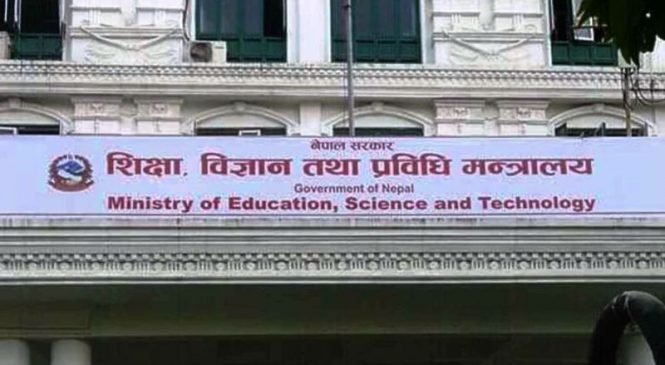 नेपाल सरकार
शिक्षा, विज्ञान तथा प्रविधि मन्त्रालय
Government of Nepal
Ministry of Education, Science and Technology